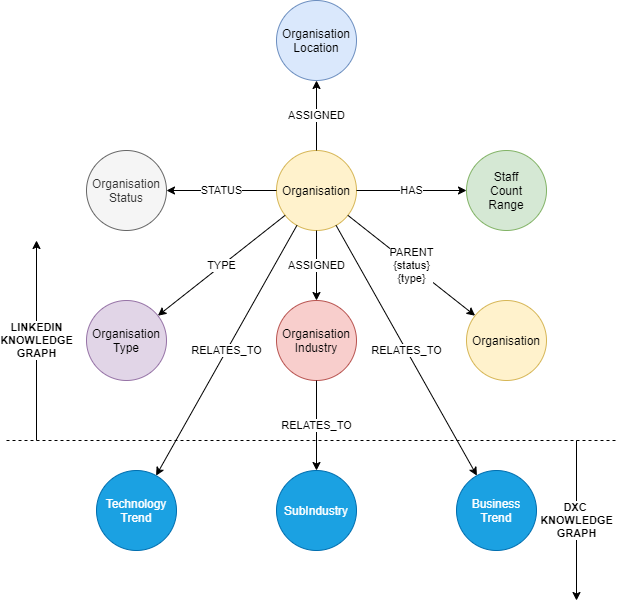 Organisation
Location
ASSIGNED
Organisation
Status
STATUS
Organisation
HAS
Staff
Count
Range
TYPE
ASSIGNED
PARENT
{status}
{type}
LINKEDIN
KNOWLEDGE
GRAPH
Organisation
Type
RELATES_TO
Organisation
Industry
RELATES_TO
Organisation
RELATES_TO
Technology
Trend
SubIndustry
Business
Trend
DXC
KNOWLEDGE
GRAPH